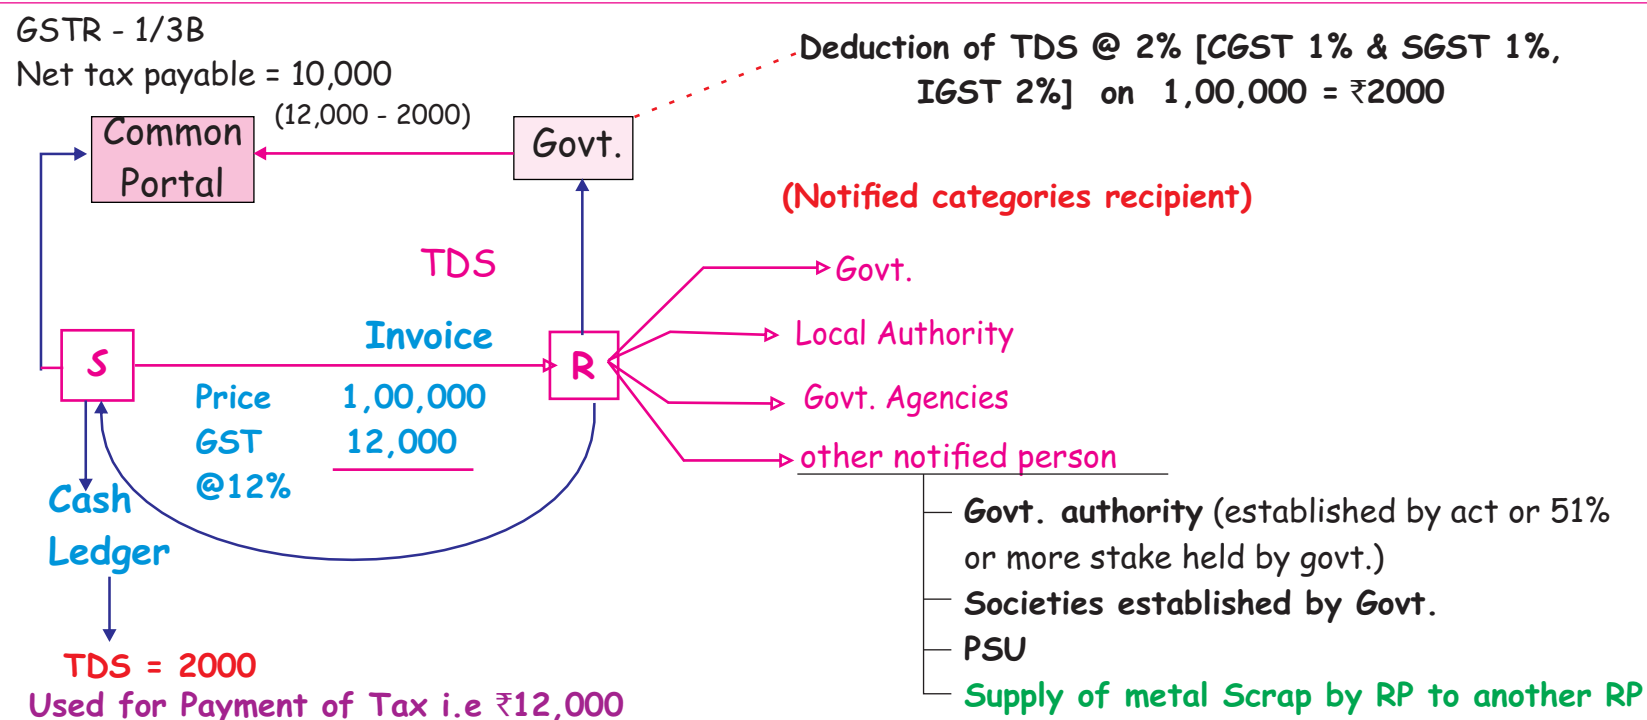 GSTR - 1/3B
Net tax payable = 10,000
(12,000 - 2000)
Deduction of TDS @ 2% [CGST 1% & SGST 1%,
IGST 2%] on 1,00,000 = ₹2000
Common
Portal
Govt.
(Notified categories recipient)
TDS
Govt.
Invoice
Local Authority
S
R
Price 1,00,000
Govt. Agencies
GST 12,000
@12%
other notified person
Cash
Ledger
Govt. authority (established by act or 51%
or more stake held by govt.)
Societies established by Govt.
PSU
TDS = 2000
Supply of metal Scrap by RP to another RP
Used for Payment of Tax i.e ₹12,000